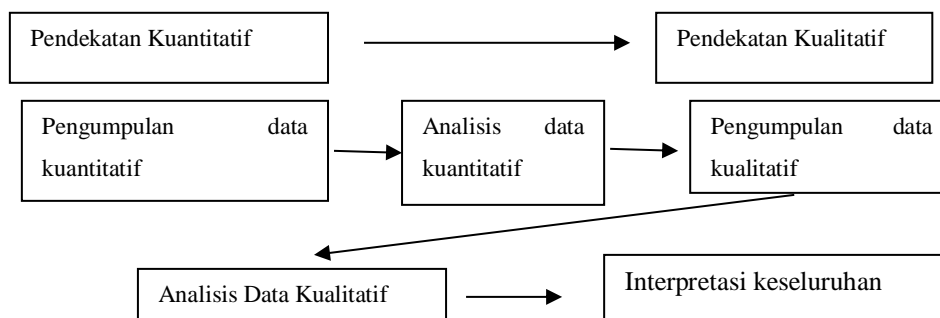 Pendekatan Kuantitatif
Pendekatan Kualitatif
Pengumpulan data
kuantitatif
Analisis data
kuantitatif
Pengumpulan data
kualitatif
Analisis Data Kualitatif
Interpretasi keseluruhan